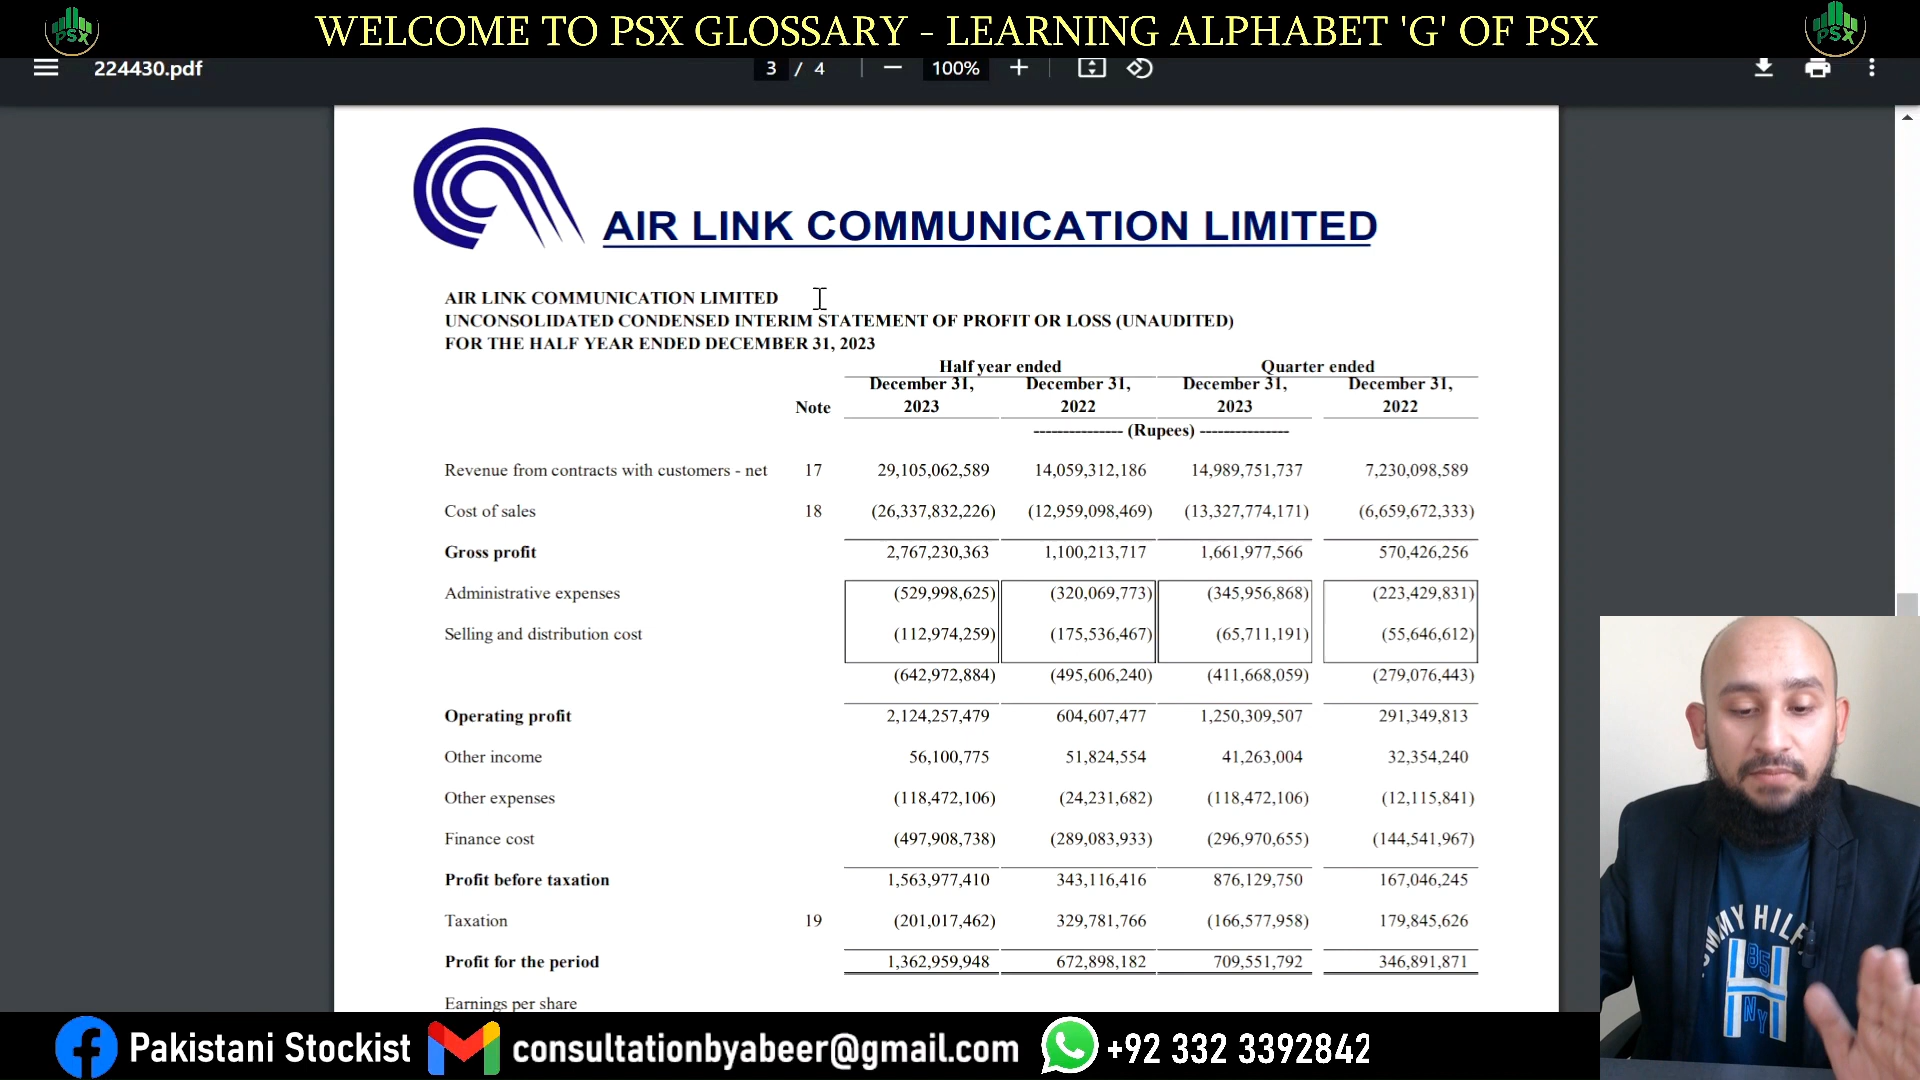 WELCOME TO PSX GLOSSARY - LEARNING ALPHABET 'G' OF PSX
PSX
PSX
224430.pdf
3 / 4
100%
AIR LINK COMMUNICATION LIMITED
AIR LINK COMMUNICATION LIMITED
UNCONSOLIDATED CONDENSED INTERIM STATEMENT OF PROFIT OR LOSS (UNAUDITED)
FOR THE HALF YEAR ENDED DECEMBER 31, 2023
Half year ended Quarter ended
December 31, December 31, December 31, December 31,
Note 2023 2022 2023 2022
--------------- (Rupees) ---------------
Revenue from contracts with customers - net 17 29,105,062,589 14,059,312,186 14,989,751,737 7,230,098,589
Cost of sales 18 (26,337,832,226) (12,959,098,469) (13,327,774,171) (6,659,672,333)
Gross profit 2,767,230,363 1,100,213,717 1,661,977,566 570,426,256
Administrative expenses (529,998,625) (320,069,773) (345,956,868) (223,429,831)
Selling and distribution cost (112,974,259) (175,536,467) (65,711,191) (55,646,612)
(642,972,884) (495,606,240) (411,668,059) (279,076,443)
Operating profit 2,124,257,479 604,607,477 1,250,309,507 291,349,813
Other income 56,100,775 51,824,554 41,263,004 32,354,240
Other expenses (118,472,106) (24,231,682) (118,472,106) (12,115,841)
Finance cost (497,908,738) (289,083,933) (296,970,655) (144,541,967)
Profit before taxation 1,563,977,410 343,116,416 876,129,750 167,046,245
Taxation 19 (201,017,462) 329,781,766 (166,577,958) 179,845,626
Profit for the period 1,362,959,948 672,898,182 709,551,792 346,891,871
Earnings per share
85
NY
Pakistani Stockist consultationbyabeer@gmail.com +92 332 3392842